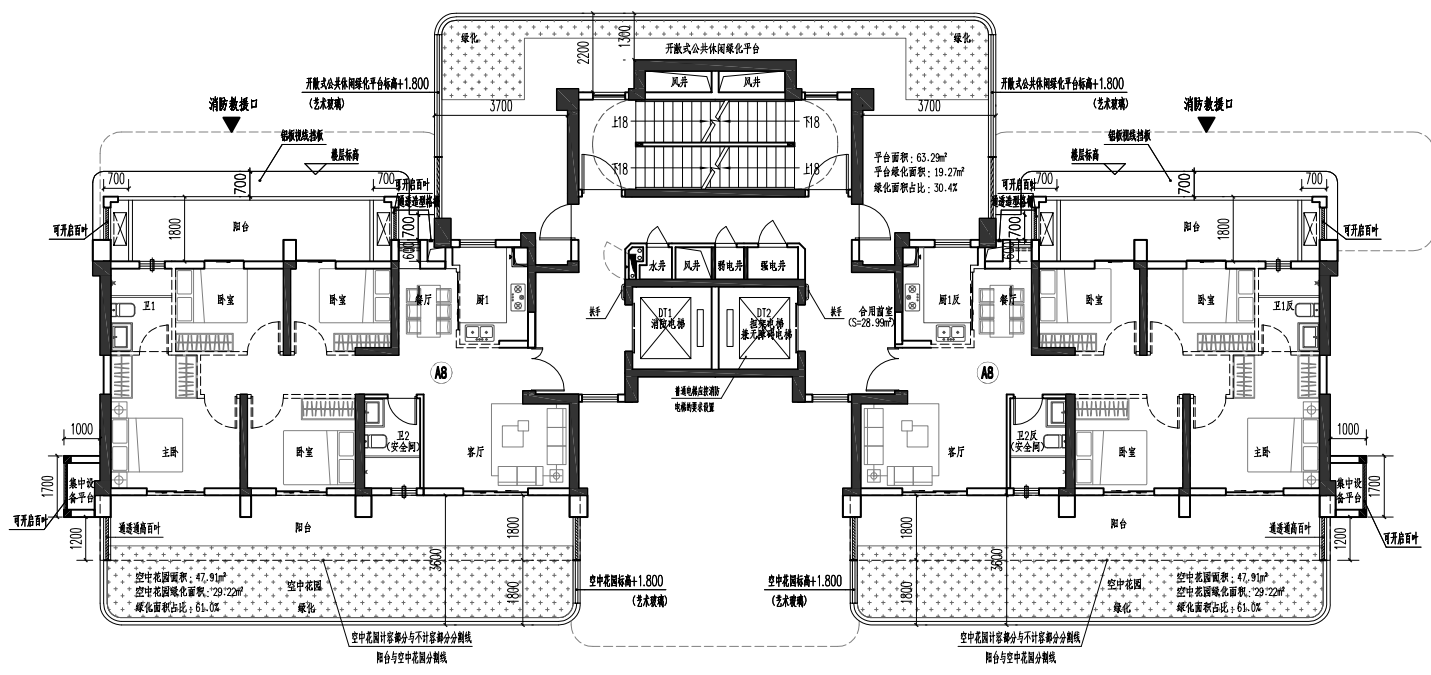 绿化
2200
1300
开敞式公共休闲绿化平台
绿化
开敞式公共休闲绿化平台标高+1.800
(艺术玻璃)
风井
风井
开敞式公共休闲绿化平台标高+1.800
(艺术玻璃)
3700
3700
消防救援口
消防救援口
上18
下18
下18
上18
铝板视线挡板
楼层标高
铝板视线挡板
楼层标高
平台面积：63.29m²
平台绿化面积：19.27m²
绿化面积占比：30.4%
700
700
700
可开启百叶
通透造型格栅
可开启百叶
700
700
700
可开启百叶
1800
阳台
700
600
700
600
阳台
1800
可开启百叶
水井
风井
弱电井
强电井
卫1
卧室
卧室
餐厅
厨1
扶手
DT1
消防电梯
DT2
担架电梯
兼无障碍电梯
扶手
合用前室
(S=28.99m²)
厨1反
餐厅
卧室
卧室
卫1反
A8
A8
普通电梯应按消防
电梯的要求设置
1000
1700
集中设
备平台
可开启百叶
1200
主卧
卧室
卫2
(安全间)
客厅
客厅
卫2反
(安全间)
卧室
主卧
1000
1700
集中设
备平台
可开启百叶
1200
通透通高百叶
阳台
1800
3600
1800
1800
3600
1800
阳台
通透通高百叶
空中花园面积：47.91m²
空中花园绿化面积：29.22m²
绿化面积占比：61.0%
空中花园
绿化
空中花园标高+1.800
(艺术玻璃)
空中花园标高+1.800
(艺术玻璃)
空中花园
绿化
空中花园面积：47.91m²
空中花园绿化面积：29.22m²
绿化面积占比：61.0%
空中花园计容部分与不计容部分分割线
阳台与空中花园分割线
空中花园计容部分与不计容部分分割线
阳台与空中花园分割线